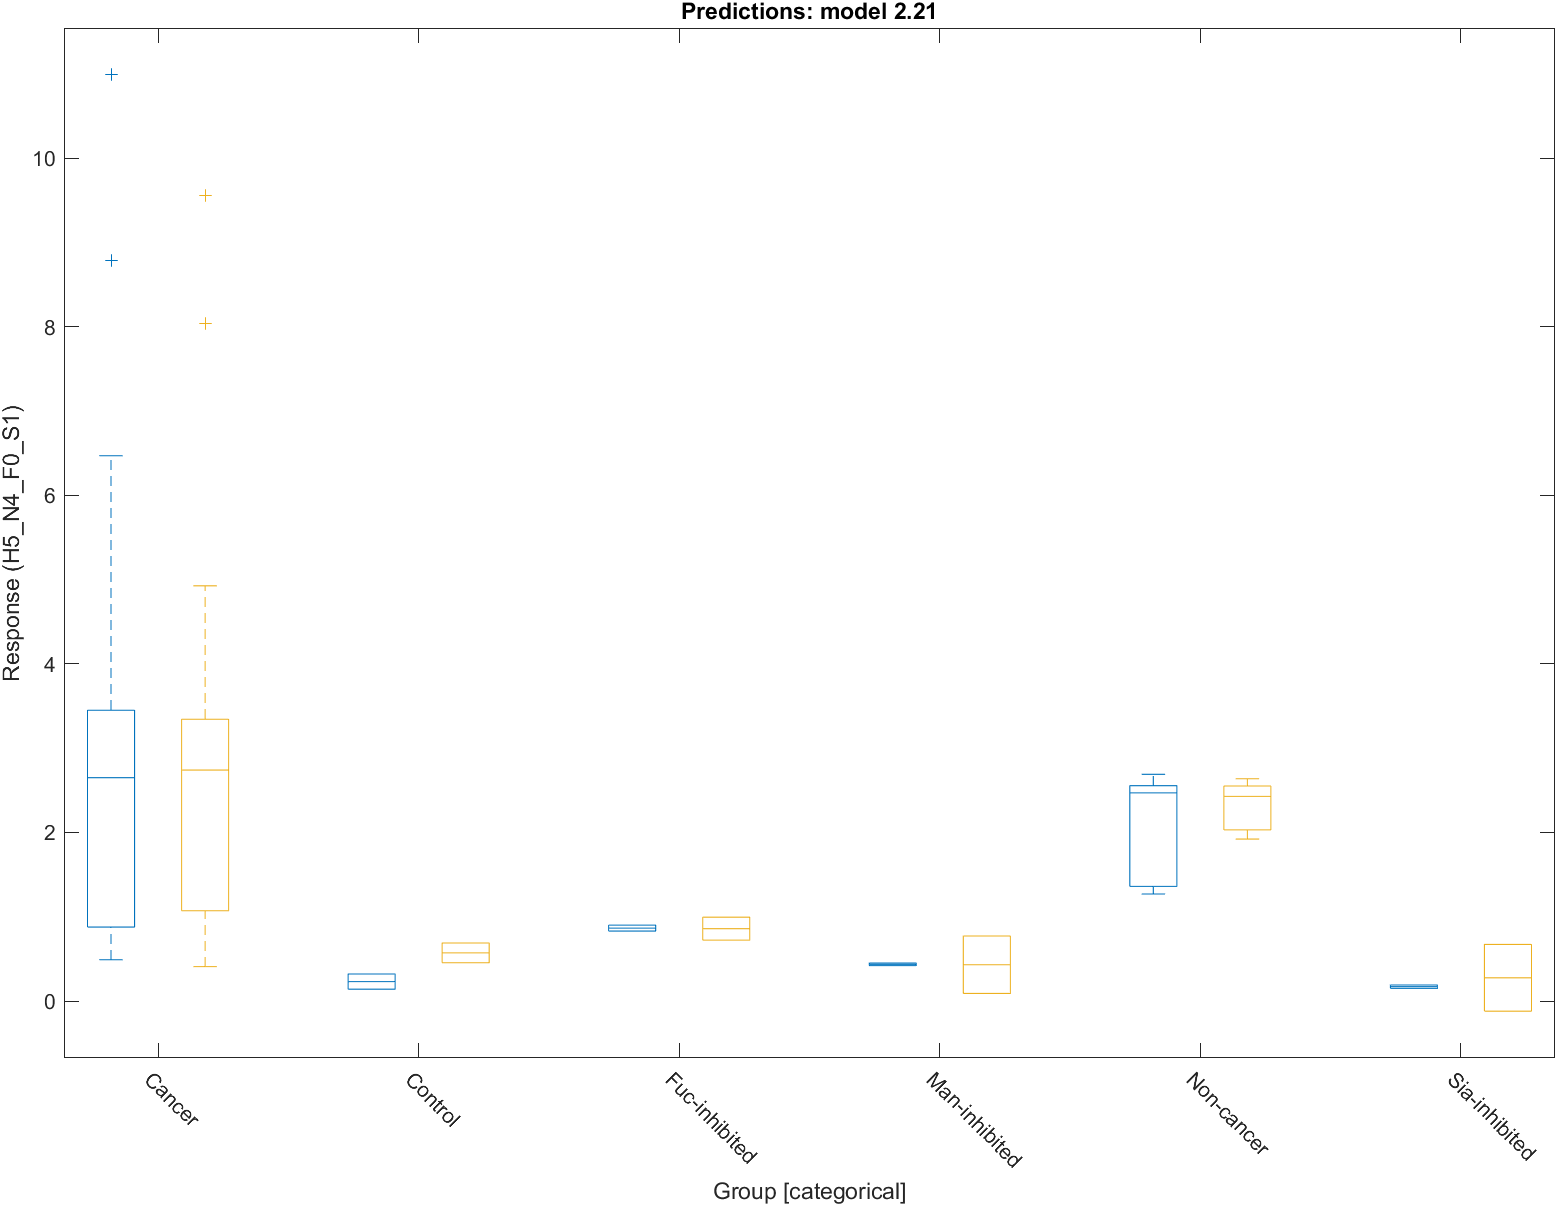 Predictions: model 2.21
Response (H5_N4_F0_S1)
10
8
6
4
2
0
Cancer
Control
Fuc-inhibited
Man-inhibited
Non-cancer
Sia-inhibited
Group [categorical]